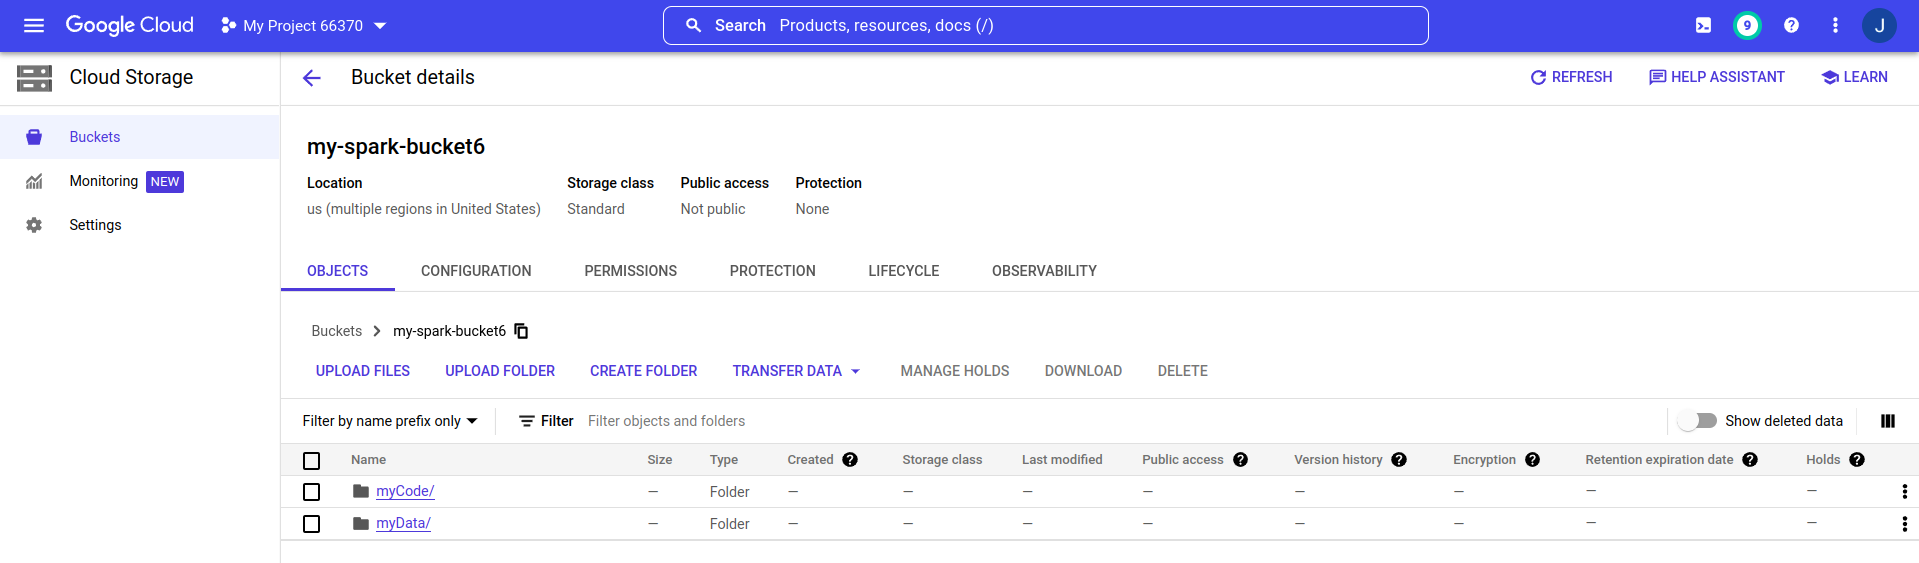 Google Cloud My Project 66370 Search Products, resources, docs (/) 9 J
Cloud Storage
Buckets
Monitoring NEW
Settings
Bucket details REFRESH HELP ASSISTANT LEARN
my-spark-bucket6
Location Storage class Public access Protection
us (multiple regions in United States) Standard Not public None
OBJECTS CONFIGURATION PERMISSIONS PROTECTION LIFECYCLE OBSERVABILITY
Buckets > my-spark-bucket6
UPLOAD FILES UPLOAD FOLDER CREATE FOLDER TRANSFER DATA MANAGE HOLDS DOWNLOAD DELETE
Filter by name prefix only Filter Filter objects and folders Show deleted data
Name Size Type Created Storage class Last modified Public access Version history Encryption Retention expiration date Holds
myCode/ — Folder — — — — — — — —
myData/ — Folder — — — — — — — —